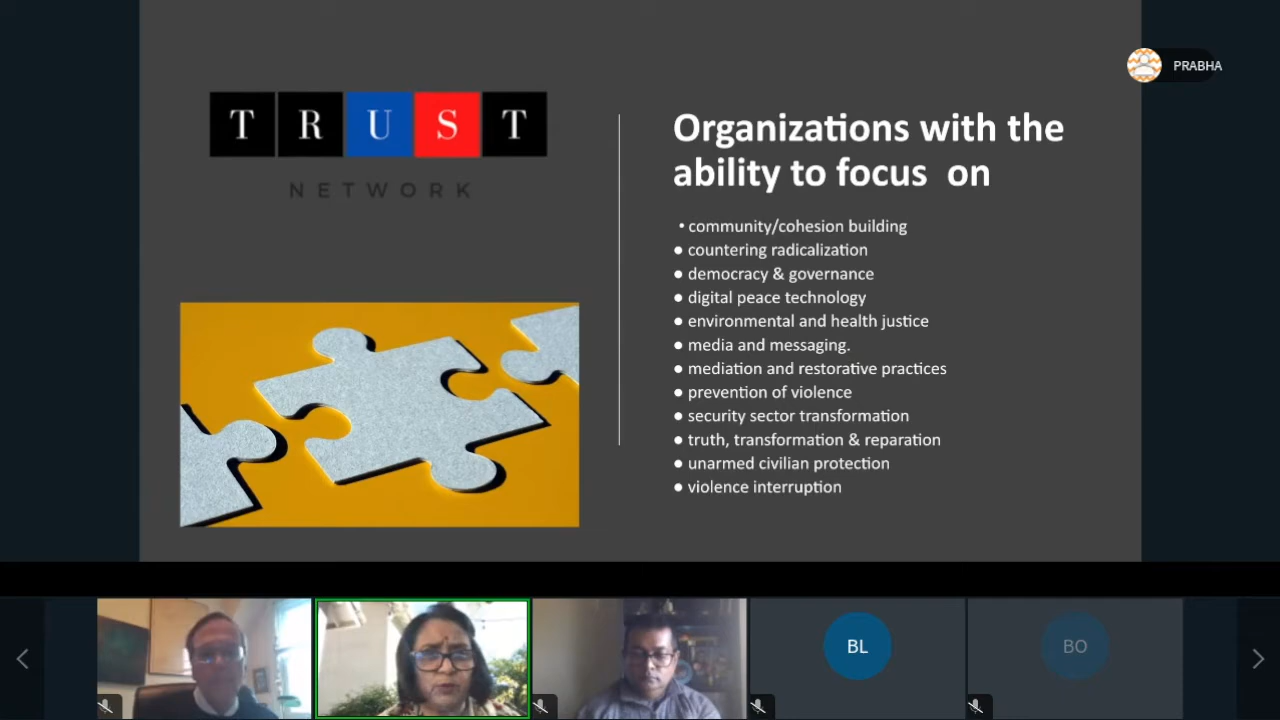 PRABHA
TRUST
NETWORK
Organizations with the
ability to focus on
• community/cohesion building
● countering radicalization
● democracy & governance
● digital peace technology
● environmental and health justice
● media and messaging.
● mediation and restorative practices
● prevention of violence
● security sector transformation
● truth, transformation & reparation
● unarmed civilian protection
● violence interruption
BL
BO